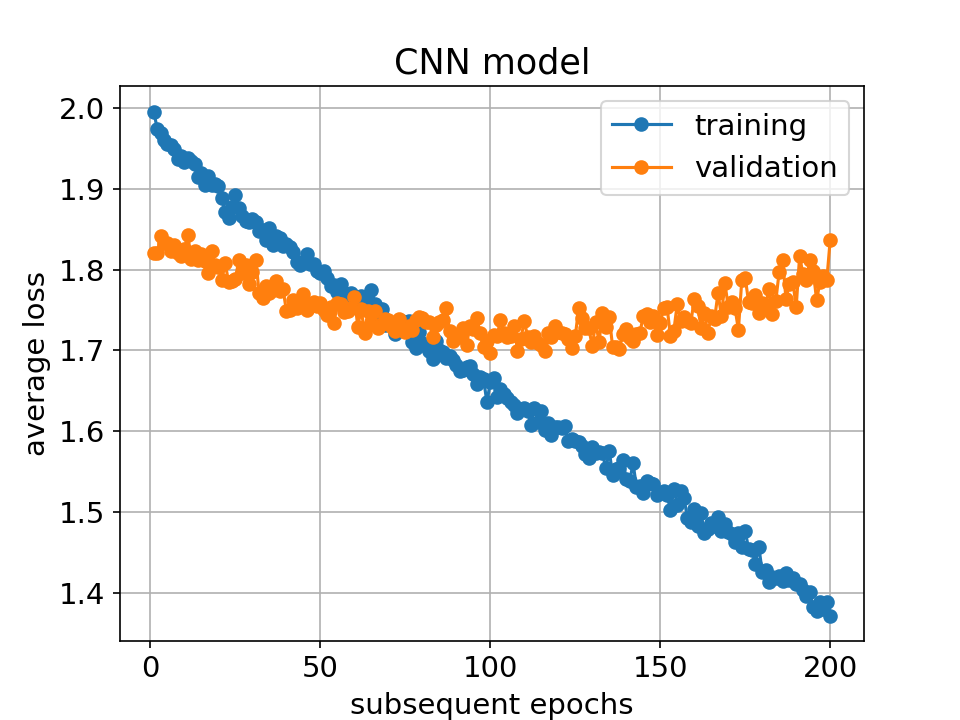 CNN model
training
validation
2.0
1.9
1.8
1.7
1.6
1.5
1.4
average loss
0 50 100 150 200
subsequent epochs